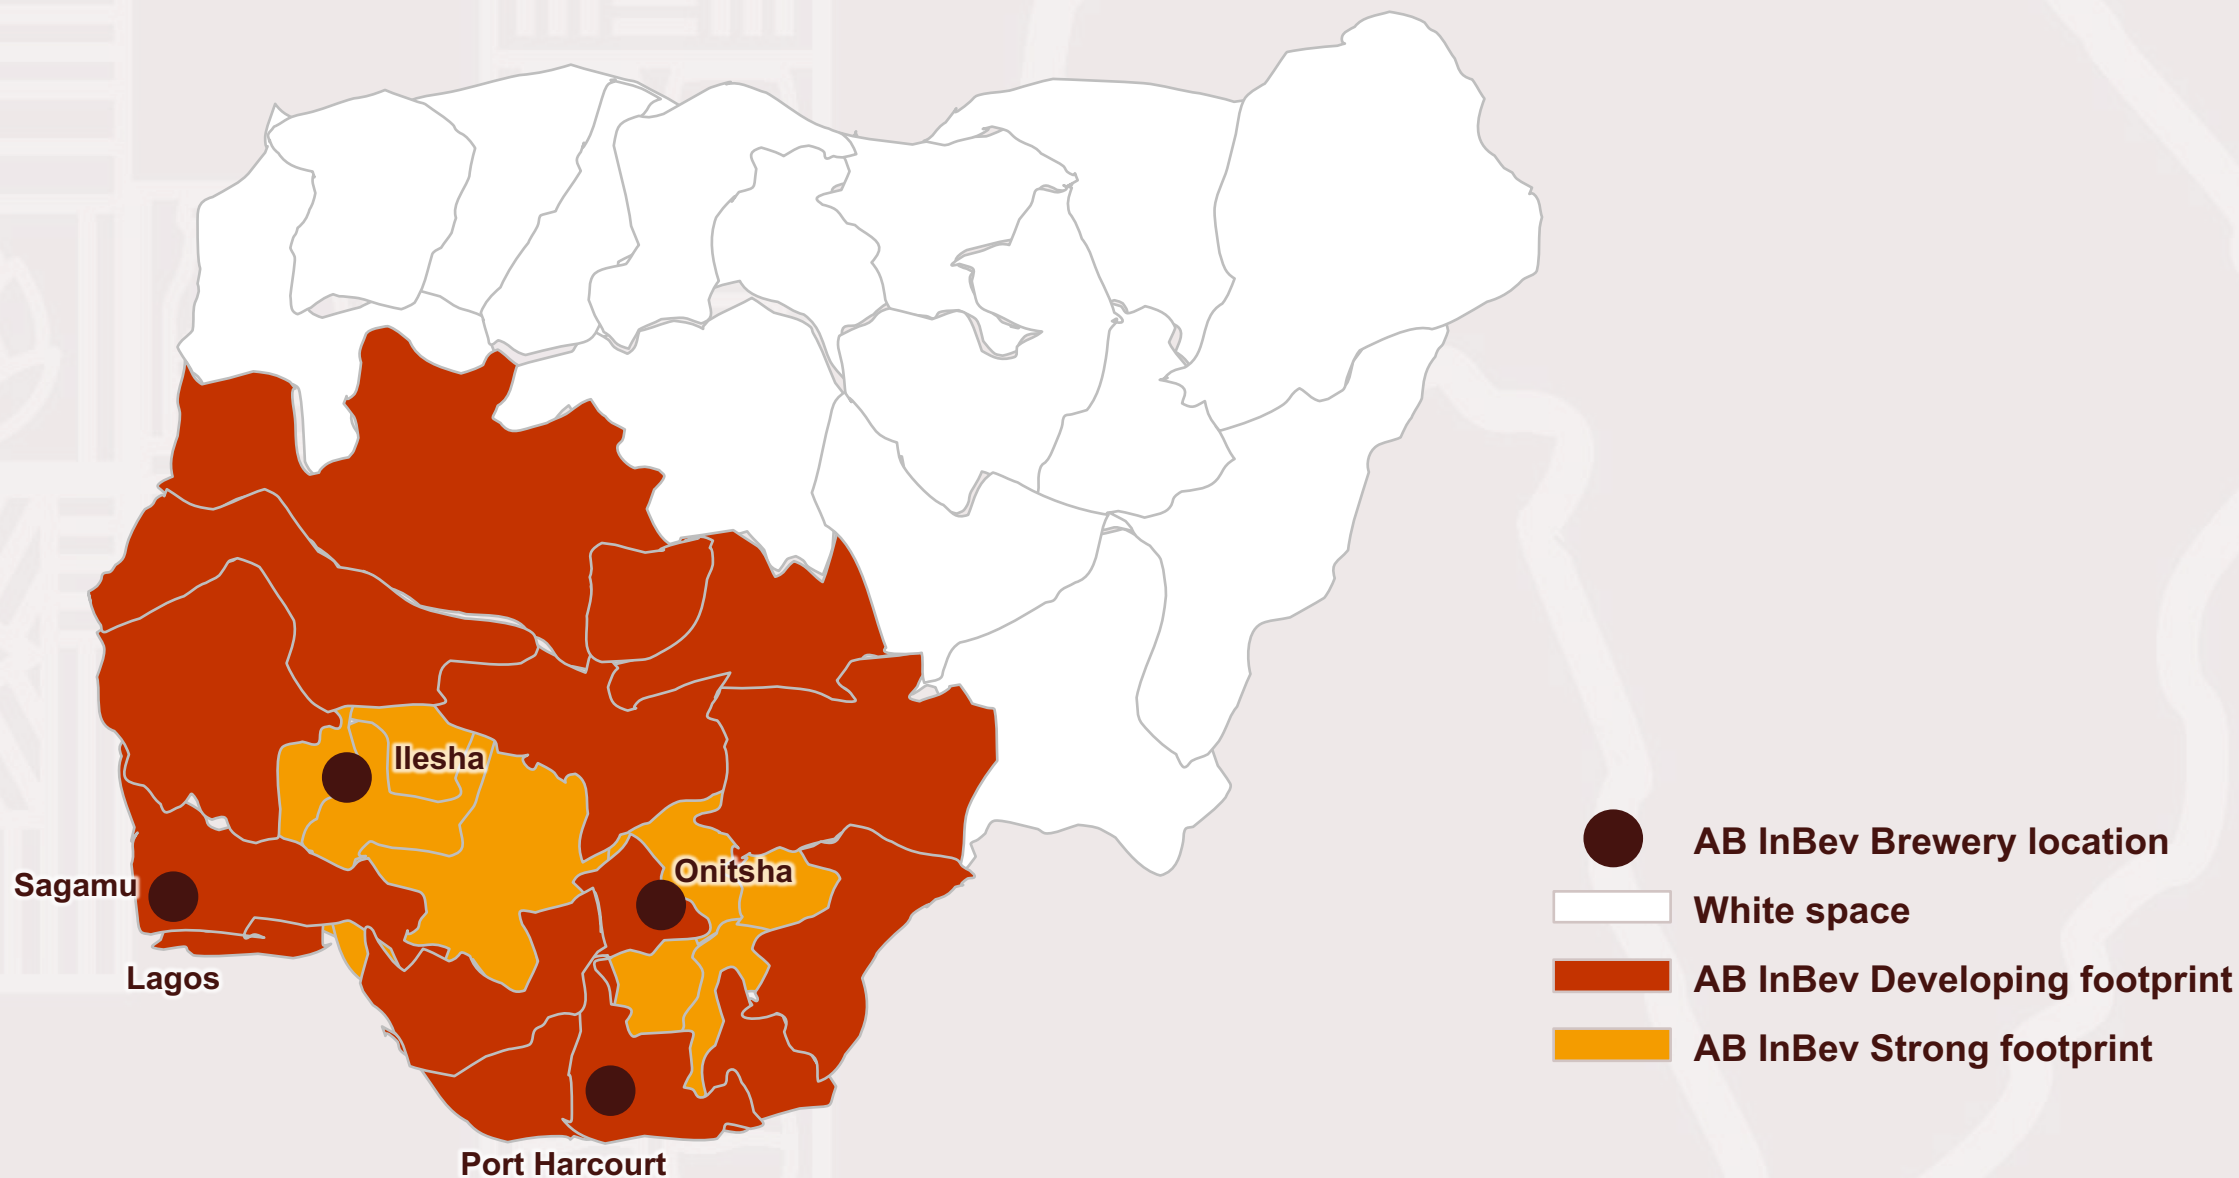 Ilesha
Onitsha
Sagamu
Lagos
Port Harcourt
AB InBev Brewery location
White space
AB InBev Developing footprint
AB InBev Strong footprint